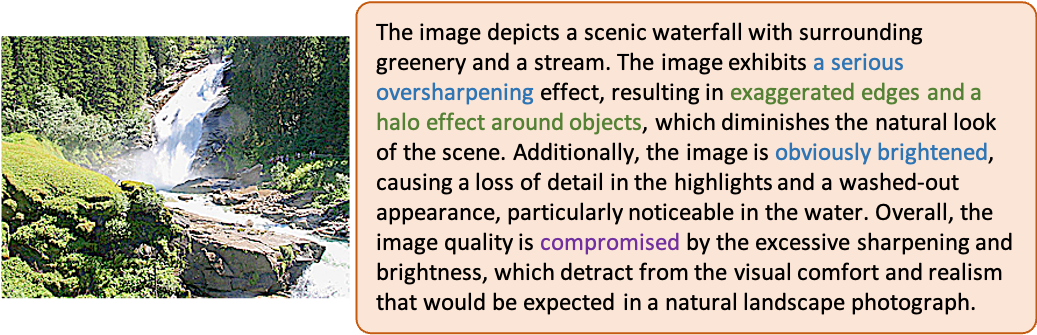 The image depicts a scenic waterfall with surrounding
greenery and a stream. The image exhibits a serious
oversharpening effect, resulting in exaggerated edges and a
halo effect around objects, which diminishes the natural look
of the scene. Additionally, the image is obviously brightened,
causing a loss of detail in the highlights and a washed-out
appearance, particularly noticeable in the water. Overall, the
image quality is compromised by the excessive sharpening and
brightness, which detract from the visual comfort and realism
that would be expected in a natural landscape photograph.